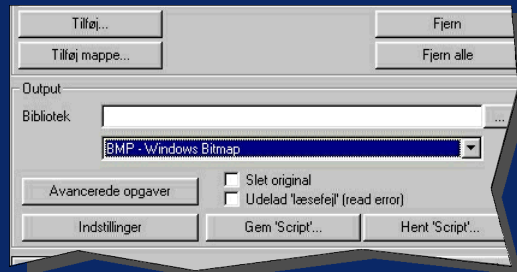 Tilføj... Fjern
Tilføj mappe... Fjern alle
Output
Bibliotek ...
BMP - Windows Bitmap
Avancerede opgaver Slet original
Udelad 'læsefejl' (read error)
Indstillinger Gem 'Script'... Hent 'Script'...